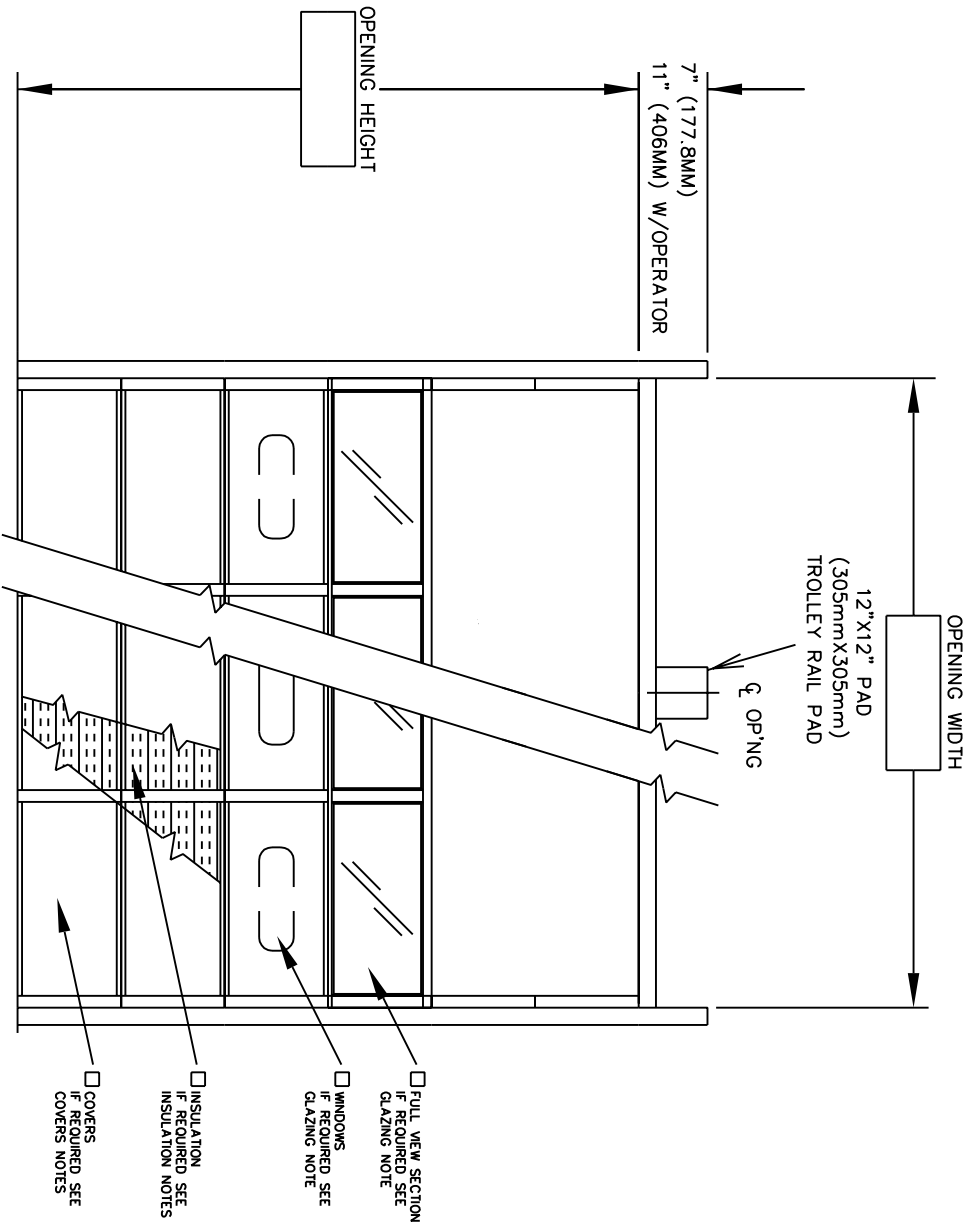 OPENING WIDTH
12"X12" PAD
(305mmX305mm)
TROLLEY RAIL PAD
℄ OP'NG
7" (177.8MM)
11" (406MM) W/OPERATOR
OPENING HEIGHT
FULL VIEW SECTION
IF REQUIRED SEE
GLAZING NOTE
WINDOWS
IF REQUIRED SEE
GLAZING NOTE
INSULATION
IF REQUIRED SEE
INSULATION NOTES
COVERS
IF REQUIRED SEE
COVERS NOTES